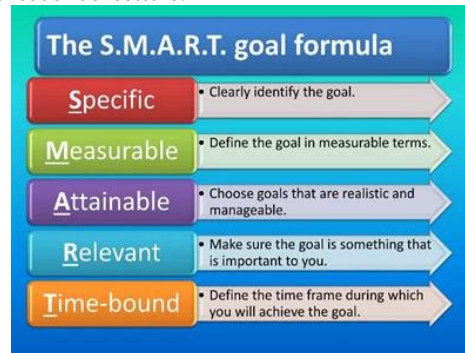 The S.M.A.R.T. goal formula
Specific
• Clearly identify the goal.
Measurable
• Define the goal in measurable terms.
Attainable
• Choose goals that are realistic and
manageable.
Relevant
• Make sure the goal is something that
is important to you.
Time-bound
• Define the time frame during which
you will achieve the goal.